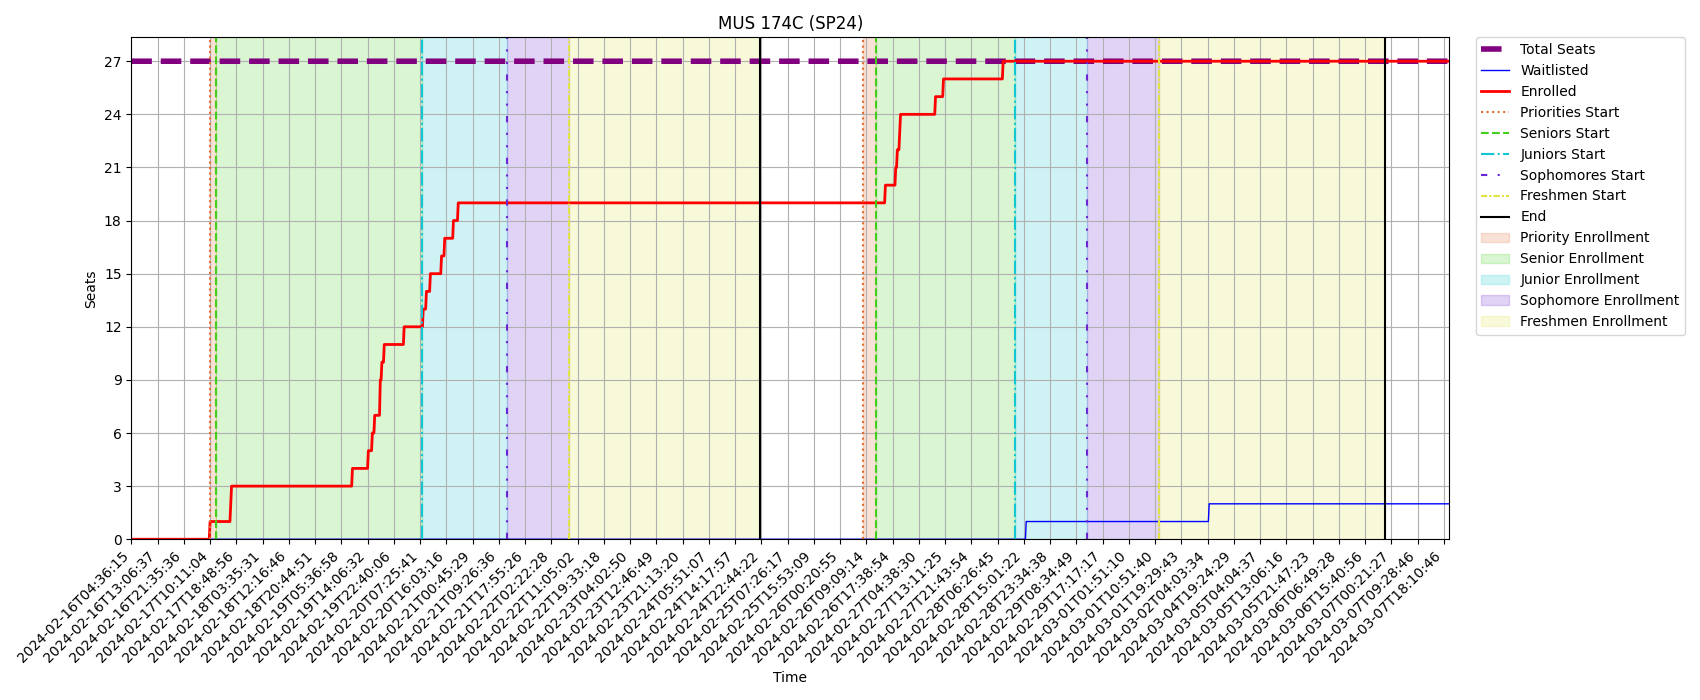 MUS 174C (SP24)
Seats
27
24
21
18
15
12
9
6
3
0
2024-02-16T04:36:15
2024-02-16T13:06:37
2024-02-16T21:35:36
2024-02-17T10:11:04
2024-02-17T18:48:56
2024-02-18T03:35:31
2024-02-18T12:16:46
2024-02-18T20:44:51
2024-02-19T05:36:58
2024-02-19T14:06:32
2024-02-19T22:40:06
2024-02-20T07:25:41
2024-02-20T16:03:16
2024-02-21T00:45:29
2024-02-21T09:26:36
2024-02-21T17:55:26
2024-02-22T02:22:28
2024-02-22T11:05:02
2024-02-22T19:33:18
2024-02-23T04:02:50
2024-02-23T12:46:49
2024-02-23T21:13:20
2024-02-24T05:51:07
2024-02-24T14:17:57
2024-02-24T22:44:22
2024-02-25T07:26:17
2024-02-25T15:53:09
2024-02-26T00:20:55
2024-02-26T09:09:14
2024-02-26T17:38:54
2024-02-27T04:38:30
2024-02-27T13:11:25
2024-02-27T21:43:54
2024-02-28T06:26:45
2024-02-28T15:01:22
2024-02-28T23:34:38
2024-02-29T08:34:49
2024-02-29T17:17:17
2024-03-01T01:51:10
2024-03-01T10:51:40
2024-03-01T19:29:43
2024-03-02T04:03:34
2024-03-04T19:24:29
2024-03-05T04:04:37
2024-03-05T13:06:16
2024-03-05T21:47:23
2024-03-06T06:49:28
2024-03-06T15:40:56
2024-03-07T00:21:27
2024-03-07T09:28:46
2024-03-07T18:10:46
Time
Total Seats
Waitlisted
Enrolled
Priorities Start
Seniors Start
Juniors Start
Sophomores Start
Freshmen Start
End
Priority Enrollment
Senior Enrollment
Junior Enrollment
Sophomore Enrollment
Freshmen Enrollment